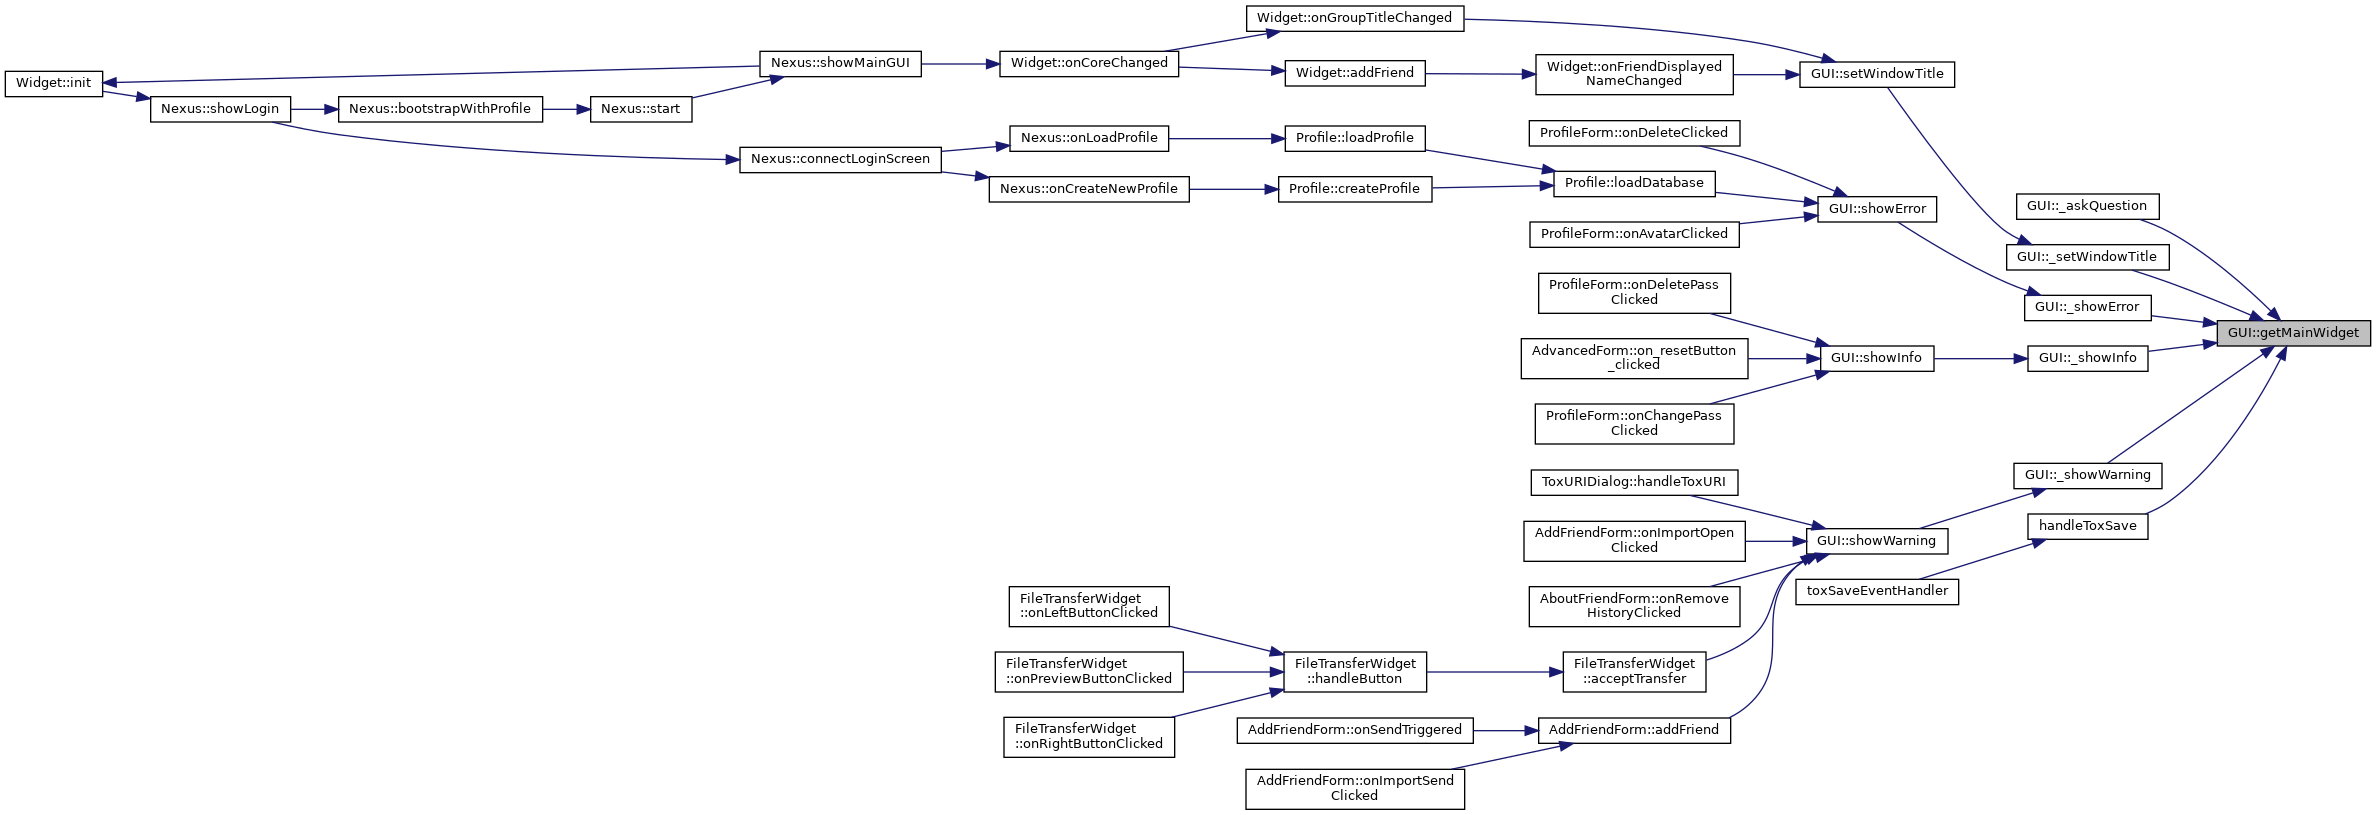 Widget::onGroupTitleChanged
Nexus::showMainGUI
Widget::onCoreChanged
Widget::addFriend
Widget::onFriendDisplayed
NameChanged
GUI::setWindowTitle
Widget::init
Nexus::showLogin
Nexus::bootstrapWithProfile
Nexus::start
Nexus::onLoadProfile
Profile::loadProfile
ProfileForm::onDeleteClicked
Nexus::connectLoginScreen
Nexus::onCreateNewProfile
Profile::createProfile
Profile::loadDatabase
GUI::showError
GUI::_askQuestion
ProfileForm::onAvatarClicked
GUI::_setWindowTitle
ProfileForm::onDeletePass
Clicked
GUI::_showError
GUI::getMainWidget
AdvancedForm::on_resetButton
_clicked
GUI::showInfo
GUI::_showInfo
ProfileForm::onChangePass
Clicked
ToxURIDialog::handleToxURI
GUI::_showWarning
AddFriendForm::onImportOpen
Clicked
GUI::showWarning
handleToxSave
FileTransferWidget
::onLeftButtonClicked
AboutFriendForm::onRemove
HistoryClicked
toxSaveEventHandler
FileTransferWidget
::onPreviewButtonClicked
FileTransferWidget
::handleButton
FileTransferWidget
::acceptTransfer
FileTransferWidget
::onRightButtonClicked
AddFriendForm::onSendTriggered
AddFriendForm::addFriend
AddFriendForm::onImportSend
Clicked